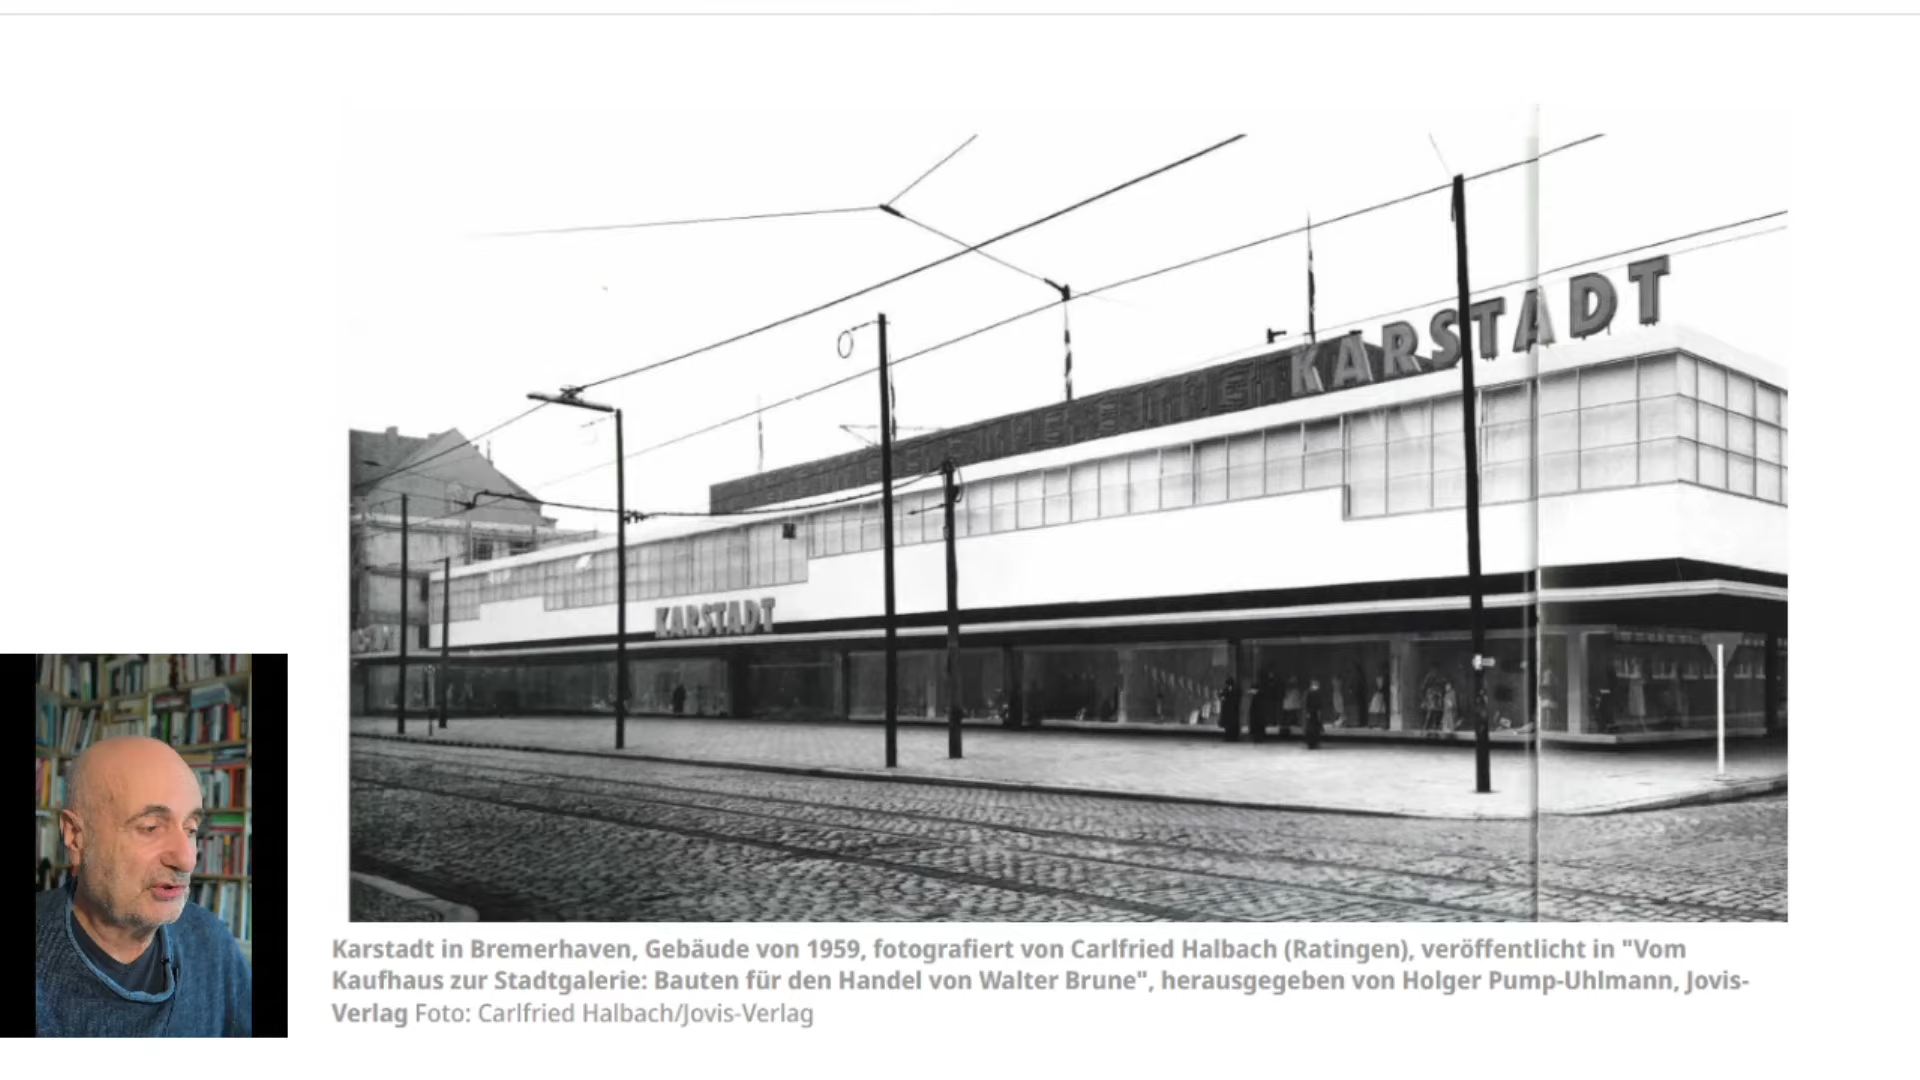 KARSTADT
KARSTADT
Karstadt in Bremerhaven, Gebäude von 1959, fotografiert von Carlfried Halbach (Ratingen), veröffentlicht in "Vom
Kaufhaus zur Stadtgalerie: Bauten für den Handel von Walter Brune", herausgegeben von Holger Pump-Uhlmann, Jovis-
Verlag Foto: Carlfried Halbach/Jovis-Verlag